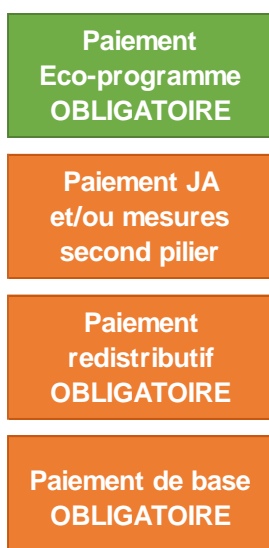 Paiement
Eco-programme
OBLIGATOIRE
Paiement JA
et/ou mesures
second pilier
Paiement
redistributif
OBLIGATOIRE
Paiement de base
OBLIGATOIRE